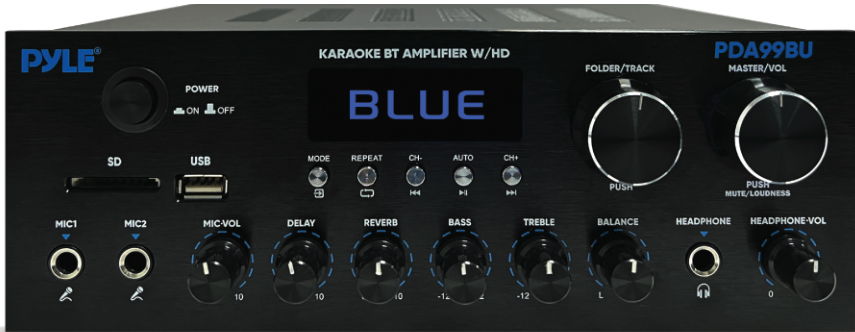 PYLE®
KARAOKE BT AMPLIFIER W/HD
PDA99BU
FOLDER/TRACK
MASTER/VOL
POWER
ON OFF
BLUE
SD
USB
MODE
REPEAT
CH-
AUTO
CH+
PUSH
PUSH
MUTE/LOUDNESS
MIC1
MIC2
MIC-VOL
DELAY
REVERB
BASS
TREBLE
BALANCE
HEADPHONE
HEADPHONE-VOL
10
10
10
-12
-12
L
0